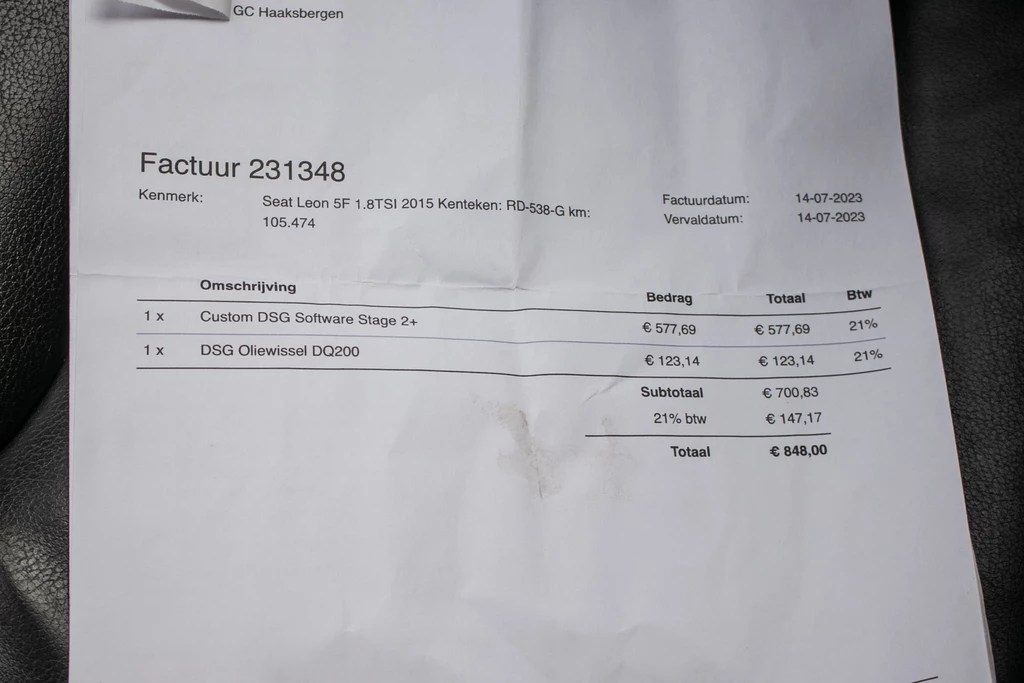 GC Haaksbergen
Factuur 231348
Kenmerk: Seat Leon 5F 1.8TSI 2015 Kenteken: RD-538-G km: Factuurdatum: 14-07-2023
105.474 Vervaldatum: 14-07-2023
Omschrijving Bedrag Totaal Btw
1 x Custom DSG Software Stage 2+ € 577,69 € 577,69 21%
1 x DSG Oliewissel DQ200 € 123,14 € 123,14 21%
Subtotaal € 700,83
21% btw € 147,17
Totaal € 848,00